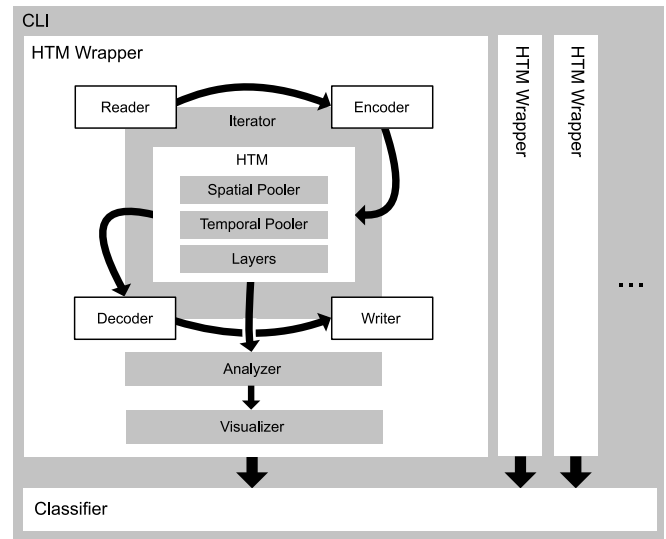 CLI
HTM Wrapper
Reader
Encoder
Iterator
HTM
Spatial Pooler
Temporal Pooler
Layers
Decoder
Writer
Analyzer
Visualizer
HTM Wrapper
HTM Wrapper
...
Classifier